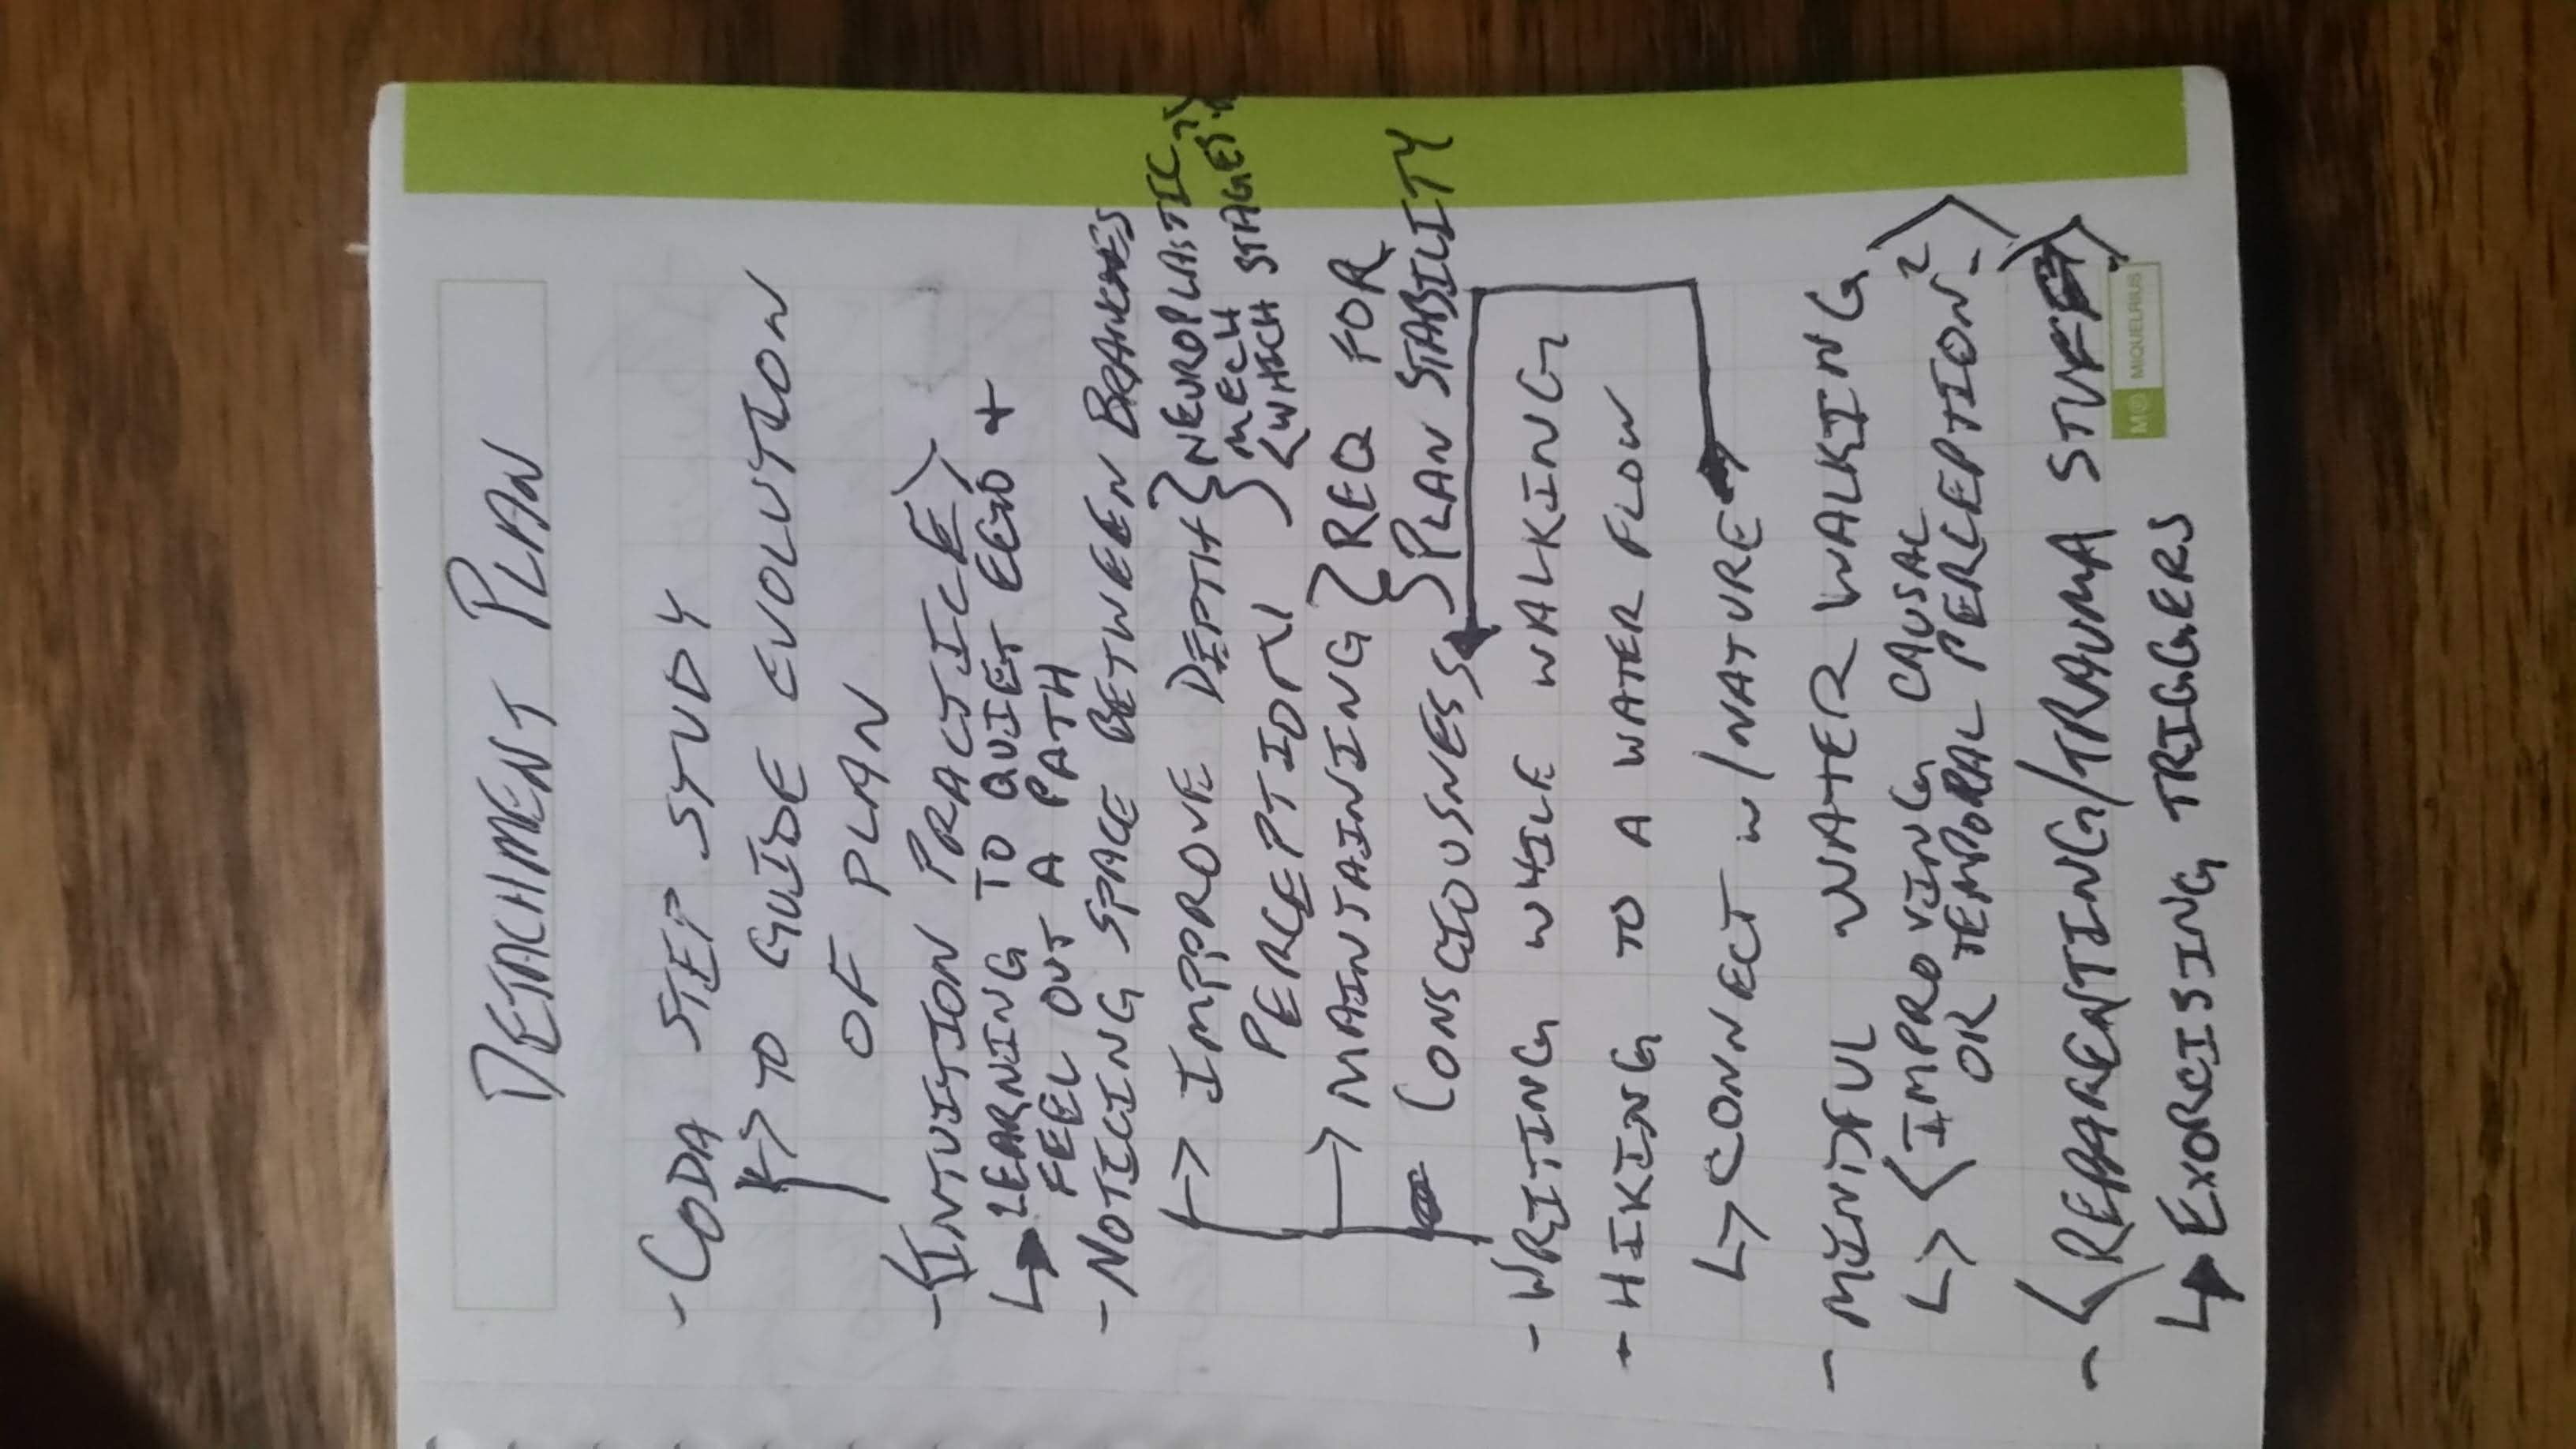 DETACHMENT PLAN
- CODA STEP STUDY
↳> TO GUIDE EVOLUTION
OF PLAN
- <INTUITION PRACTICE>
↳ LEARNING TO QUIET EGO +
FEEL OUT A PATH
- NOTICING SPACE BETWEEN BRANCHES
→ IMPPROVE DEPTH } NEUROPLASTIC
PERCEPTION } MECH
<WHICH STAGE?>
→ MAINTAINING } REQ FOR
CONSCIOUSNESS } PLAN STABILITY
- WRITING WHILE WALKING
- HIKING TO A WATER FLOW
↳ CONNECT W/NATURE
- MINDFUL WATER WALKING
↳ <IMPROVING CAUSAL
OR TEMPORAL PERCEPTION?>
- <REPARENTING/TRAUMA STUFF>
M MIQUELRIUS
↳ EXORCISING TRIGGERS